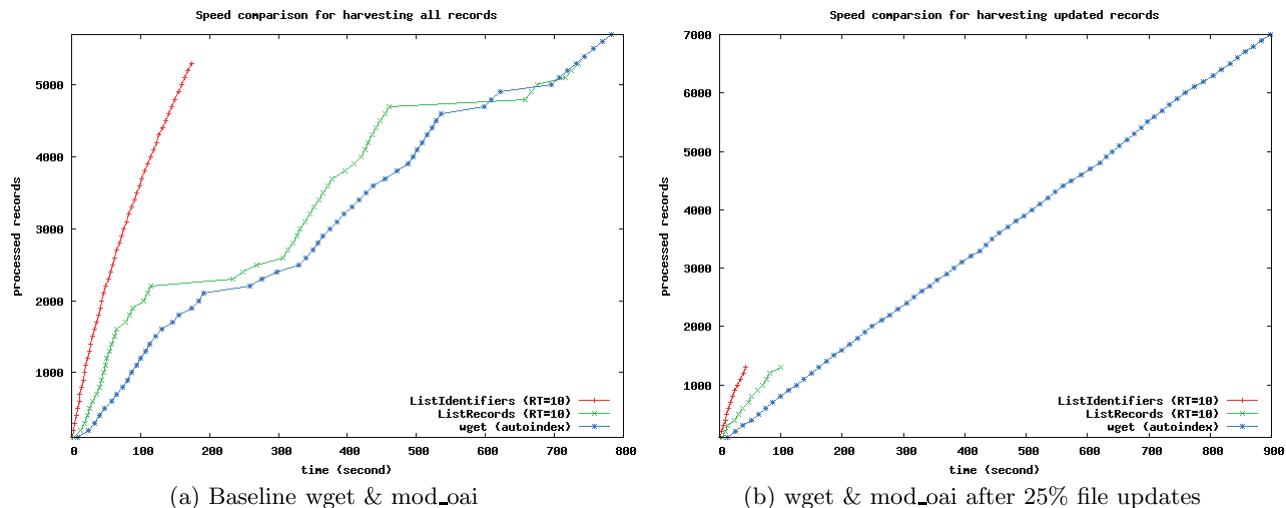 Speed comparison for harvesting all records
processed records
5000
4000
3000
2000
1000
0 100 200 300 400 500 600 700 800
time (second)
ListIdentifiers (RT=10)
ListRecords (RT=10)
wget (autoindex)
(a) Baseline wget & mod_oai
Speed comparsion for harvesting updated records
processed records
7000
6000
5000
4000
3000
2000
1000
0 100 200 300 400 500 600 700 800 900
time (second)
ListIdentifiers (RT=10)
ListRecords (RT=10)
wget (autoindex)
(b) wget & mod_oai after 25% file updates